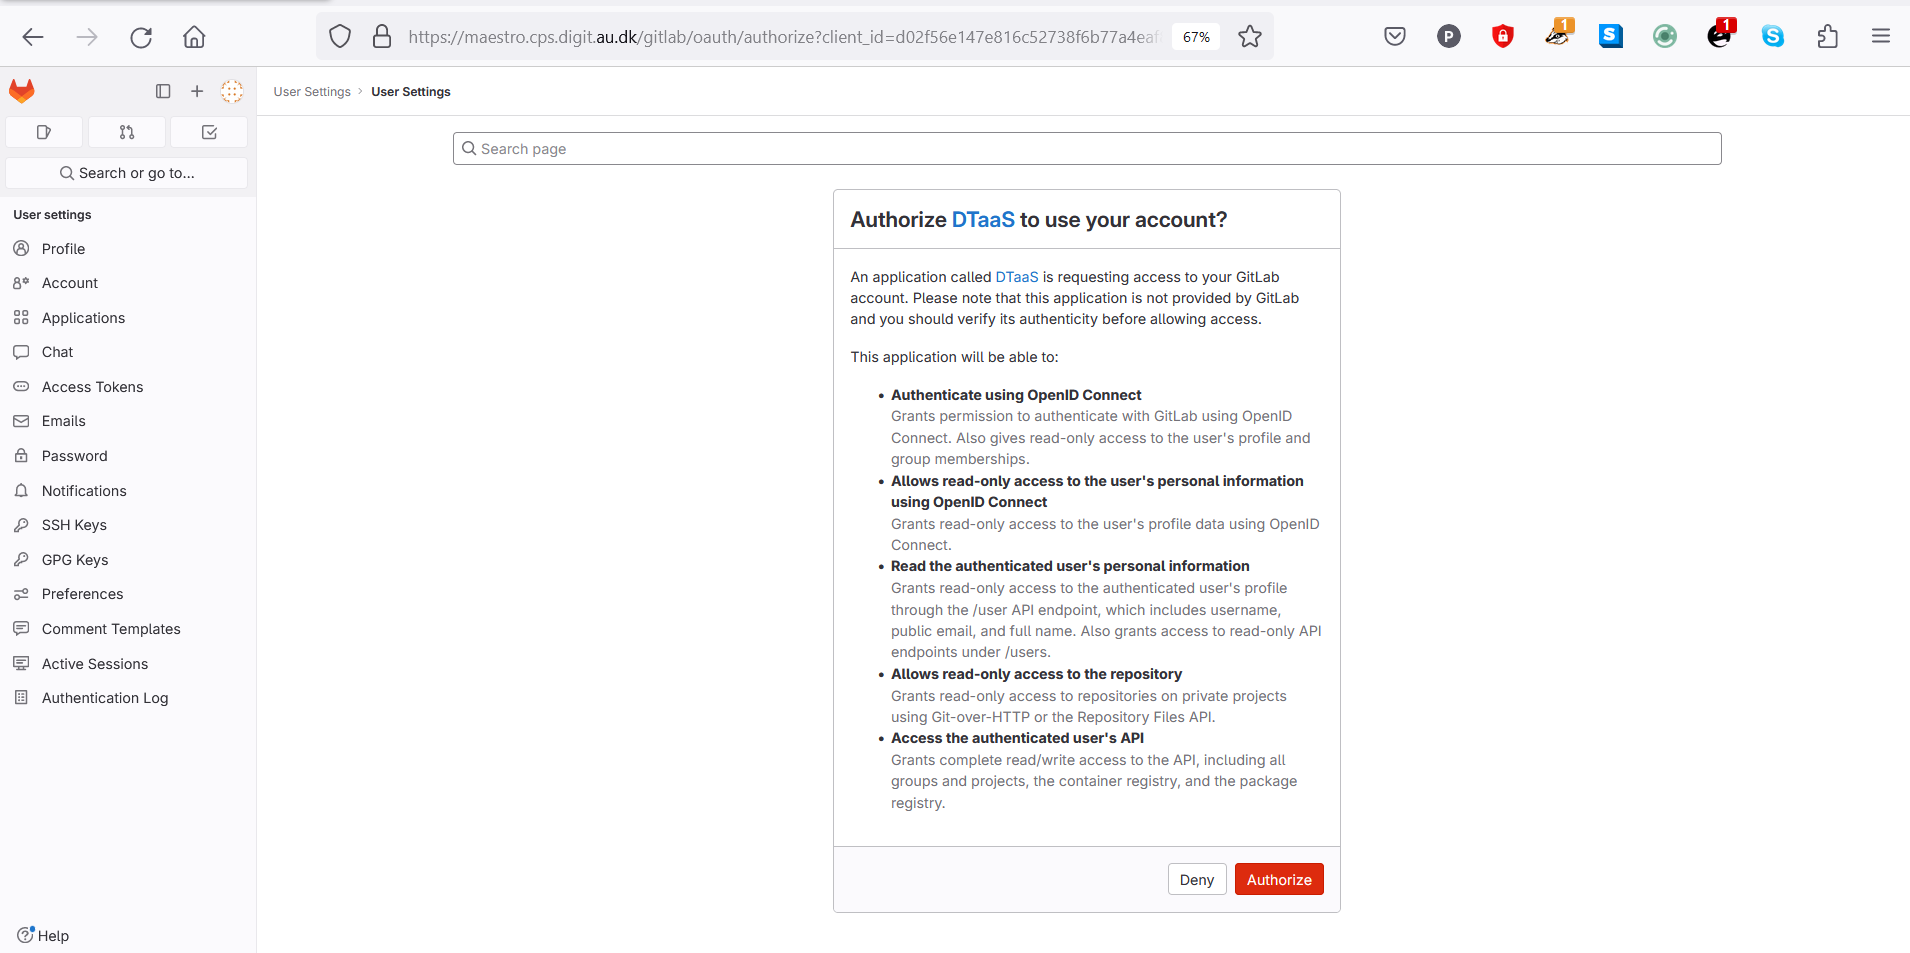 https://maestro.cps.digit.au.dk/gitlab/oauth/authorize?client_id=d02f56e147e816c52738f6b77a4eaf
67%
P
1
S
1
S
User Settings › User Settings
Search or go to...
Search page
User settings
Profile
Account
Applications
Chat
Access Tokens
Emails
Password
Notifications
SSH Keys
GPG Keys
Preferences
Comment Templates
Active Sessions
Authentication Log
Help
Authorize DTaaS to use your account?
An application called DTaaS is requesting access to your GitLab
account. Please note that this application is not provided by GitLab
and you should verify its authenticity before allowing access.
This application will be able to:
• Authenticate using OpenID Connect
Grants permission to authenticate with GitLab using OpenID
Connect. Also gives read-only access to the user's profile and
group memberships.
• Allows read-only access to the user's personal information
using OpenID Connect
Grants read-only access to the user's profile data using OpenID
Connect.
• Read the authenticated user's personal information
Grants read-only access to the authenticated user's profile
through the /user API endpoint, which includes username,
public email, and full name. Also grants access to read-only API
endpoints under /users.
• Allows read-only access to the repository
Grants read-only access to repositories on private projects
using Git-over-HTTP or the Repository Files API.
• Access the authenticated user's API
Grants complete read/write access to the API, including all
groups and projects, the container registry, and the package
registry.
Deny
Authorize